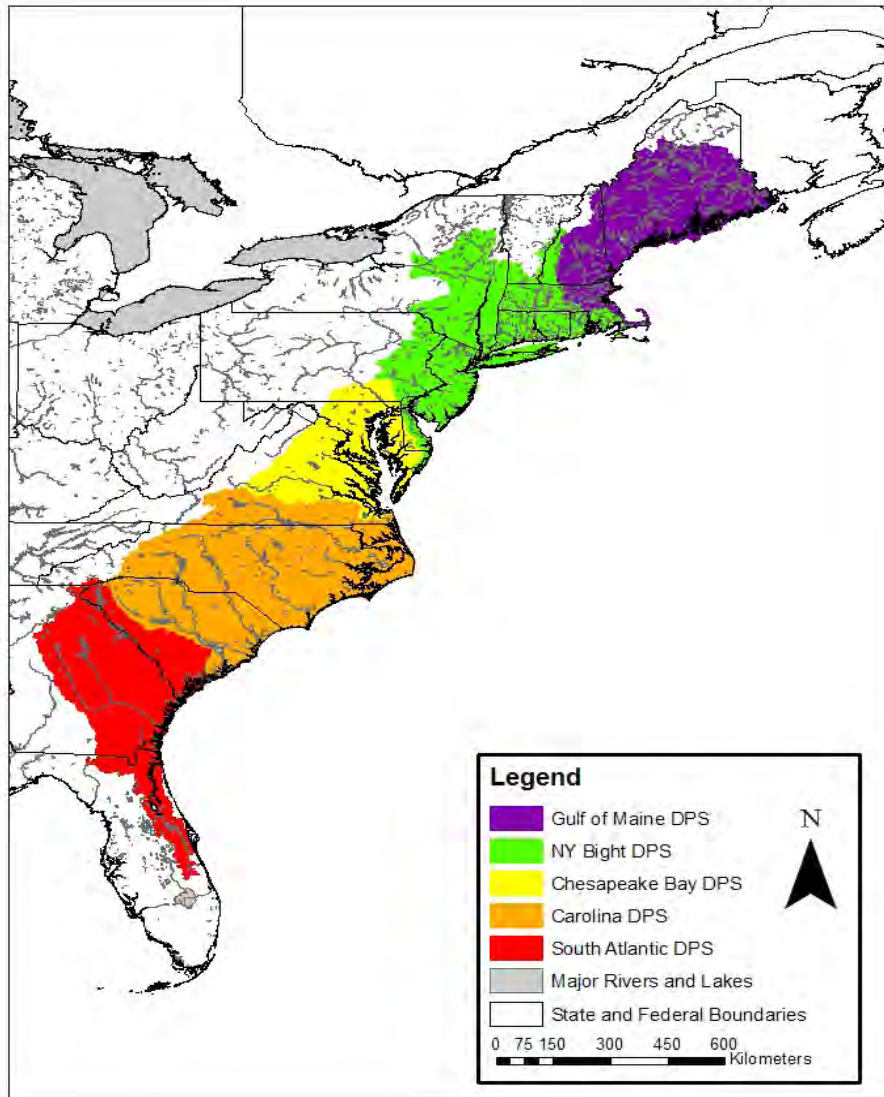 Legend
Gulf of Maine DPS
N
NY Bight DPS
Chesapeake Bay DPS
Carolina DPS
South Atlantic DPS
Major Rivers and Lakes
State and Federal Boundaries
0 75 150 300 450 600
Kilometers